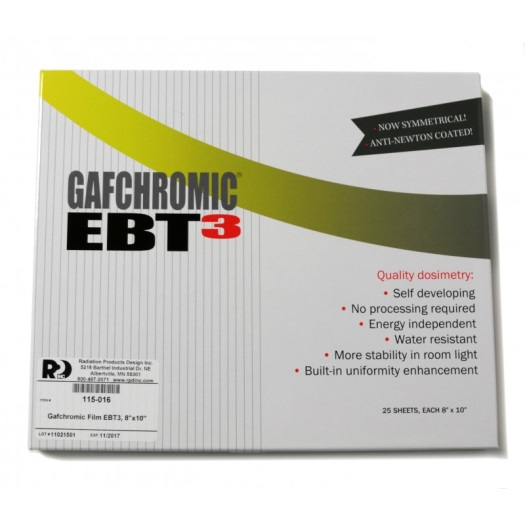 - NOW SYMMETRICAL!
- ANTI-NEWTON COATED!
GAFCHROMIC®
EBT3
Quality dosimetry:
• Self developing
• No processing required
• Energy independent
• Water resistant
• More stability in room light
• Built-in uniformity enhancement
25 SHEETS, EACH 8" x 10"
RPD INC
Radiation Products Design Inc.
5218 Barthel Industrial Dr. NE
Albertville, MN 55301
800-497-2071 www.rpdinc.com
ITEM #
115-016
Gafchromic Film EBT3, 8"x10"
LOT#11021501 EXP. 11/2017